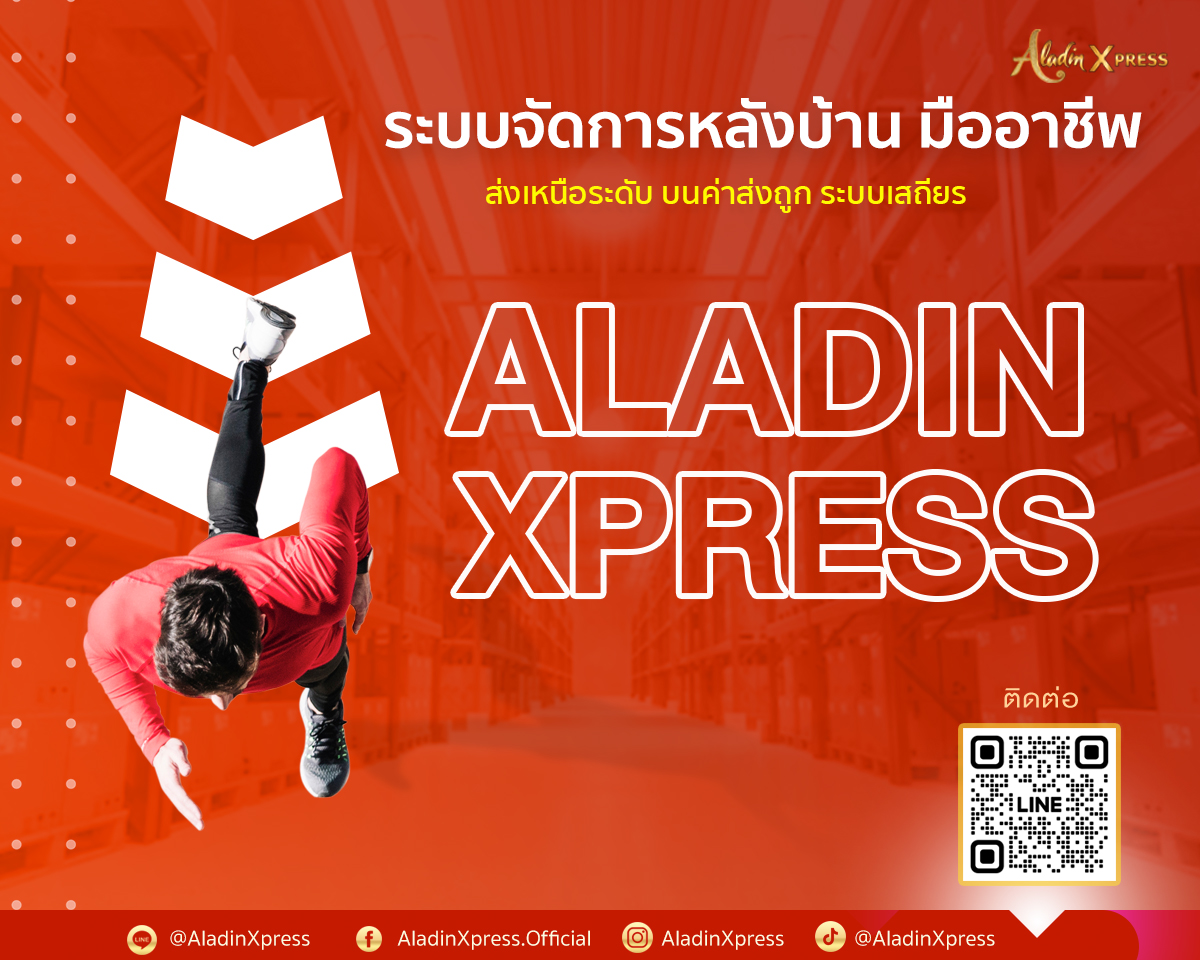 Aladin XPRESS
ระบบจัดการหลังบ้าน มืออาชีพ
ส่งเหนือระดับ บนค่าส่งถูก ระบบเสถียร
ALADIN
XPRESS
ติดต่อ
LINE
LINE @AladinXpress AladinXpress.Official AladinXpress @AladinXpress